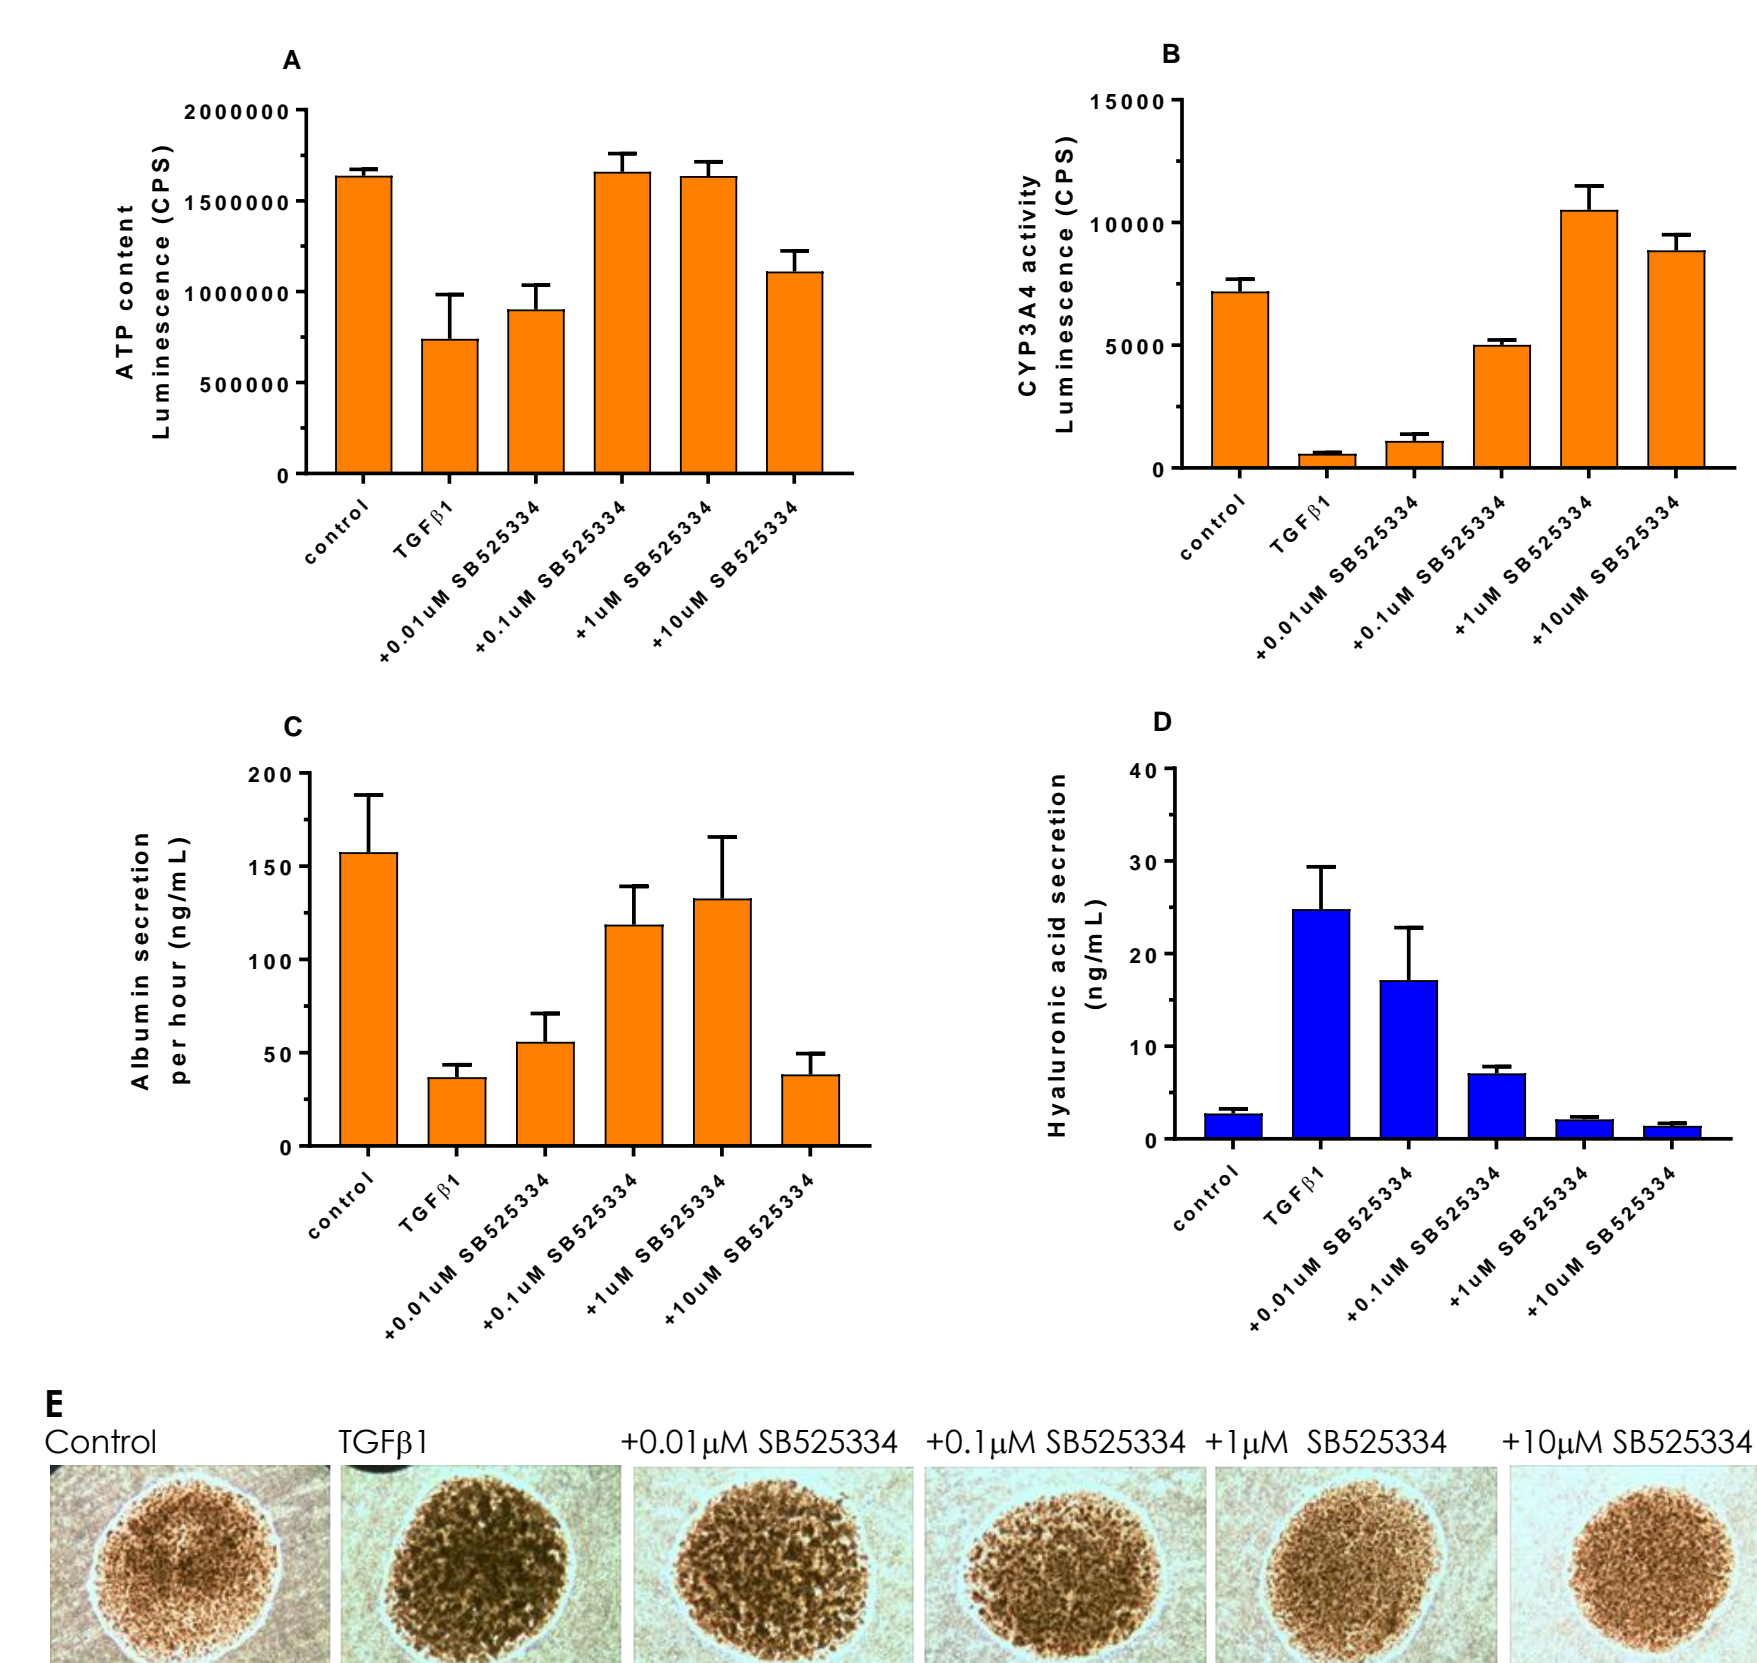 A
ATP content
Luminescence (CPS)
2000000
1500000
1000000
500000
0
control
TGFβ1
+0.01uM SB525334
+0.1uM SB525334
+1uM SB525334
+10uM SB525334
B
CYP3A4 activity
Luminescence (CPS)
15000
10000
5000
0
control
TGFβ1
+0.01uM SB525334
+0.1uM SB525334
+1uM SB525334
+10uM SB525334
C
Albumin secretion
per hour (ng/mL)
200
150
100
50
0
control
TGFβ1
+0.01uM SB525334
+0.1uM SB525334
+1uM SB525334
+10uM SB525334
D
Hyaluronic acid secretion
(ng/mL)
40
30
20
10
0
control
TGFβ1
+0.01uM SB525334
+0.1uM SB525334
+1uM SB525334
+10uM SB525334
E
Control TGFβ1 +0.01μM SB525334 +0.1μM SB525334 +1μM SB525334 +10μM SB525334